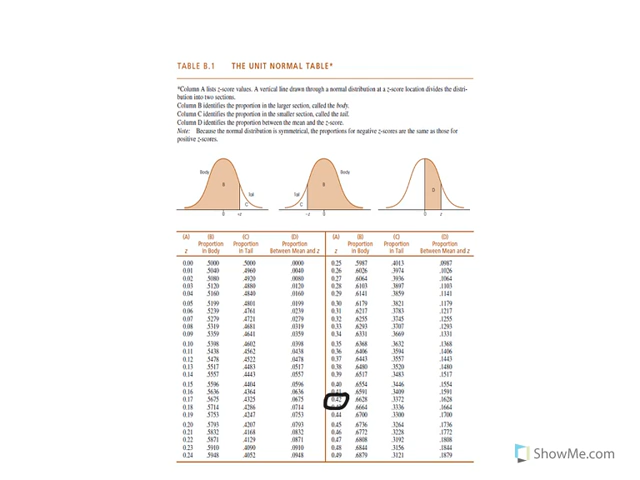 TABLE B.1 THE UNIT NORMAL TABLE*
*Column A lists z-score values. A vertical line drawn through a normal distribution at a z-score location divides the distri-
bution into two sections.
Column B identifies the proportion in the larger section, called the body.
Column C identifies the proportion in the smaller section, called the tail.
Column D identifies the proportion between the mean and the z-score.
Note: Because the normal distribution is symmetrical, the proportions for negative z-scores are the same as those for
positive z-scores.
Body Body
B B D
Tail Tail
C C
0 +z -z 0 0 z
(A) (B) (C) (D) (A) (B) (C) (D)
Proportion Proportion Proportion Proportion Proportion Proportion
z in Body in Tail Between Mean and z z in Body in Tail Between Mean and z
0.00 .5000 .5000 .0000 0.25 .5987 .4013 .0987
0.01 .5040 .4960 .0040 0.26 .6026 .3974 .1026
0.02 .5080 .4920 .0080 0.27 .6064 .3936 .1064
0.03 .5120 .4880 .0120 0.28 .6103 .3897 .1103
0.04 .5160 .4840 .0160 0.29 .6141 .3859 .1141
0.05 .5199 .4801 .0199 0.30 .6179 .3821 .1179
0.06 .5239 .4761 .0239 0.31 .6217 .3783 .1217
0.07 .5279 .4721 .0279 0.32 .6255 .3745 .1255
0.08 .5319 .4681 .0319 0.33 .6293 .3707 .1293
0.09 .5359 .4641 .0359 0.34 .6331 .3669 .1331
0.10 .5398 .4602 .0398 0.35 .6368 .3632 .1368
0.11 .5438 .4562 .0438 0.36 .6406 .3594 .1406
0.12 .5478 .4522 .0478 0.37 .6443 .3557 .1443
0.13 .5517 .4483 .0517 0.38 .6480 .3520 .1480
0.14 .5557 .4443 .0557 0.39 .6517 .3483 .1517
0.15 .5596 .4404 .0596 0.40 .6554 .3446 .1554
0.16 .5636 .4364 .0636 .6591 .3409 .1591
0.17 .5675 .4325 .0675 0.42 .6628 .3372 .1628
0.18 .5714 .4286 .0714 .6664 .3336 .1664
0.19 .5753 .4247 .0753 0.44 .6700 .3300 .1700
0.20 .5793 .4207 .0793 0.45 .6736 .3264 .1736
0.21 .5832 .4168 .0832 0.46 .6772 .3228 .1772
0.22 .5871 .4129 .0871 0.47 .6808 .3192 .1808
0.23 .5910 .4090 .0910 0.48 .6844 .3156 .1844
0.24 .5948 .4052 .0948 0.49 .6879 .3121 .1879
ShowMe.com